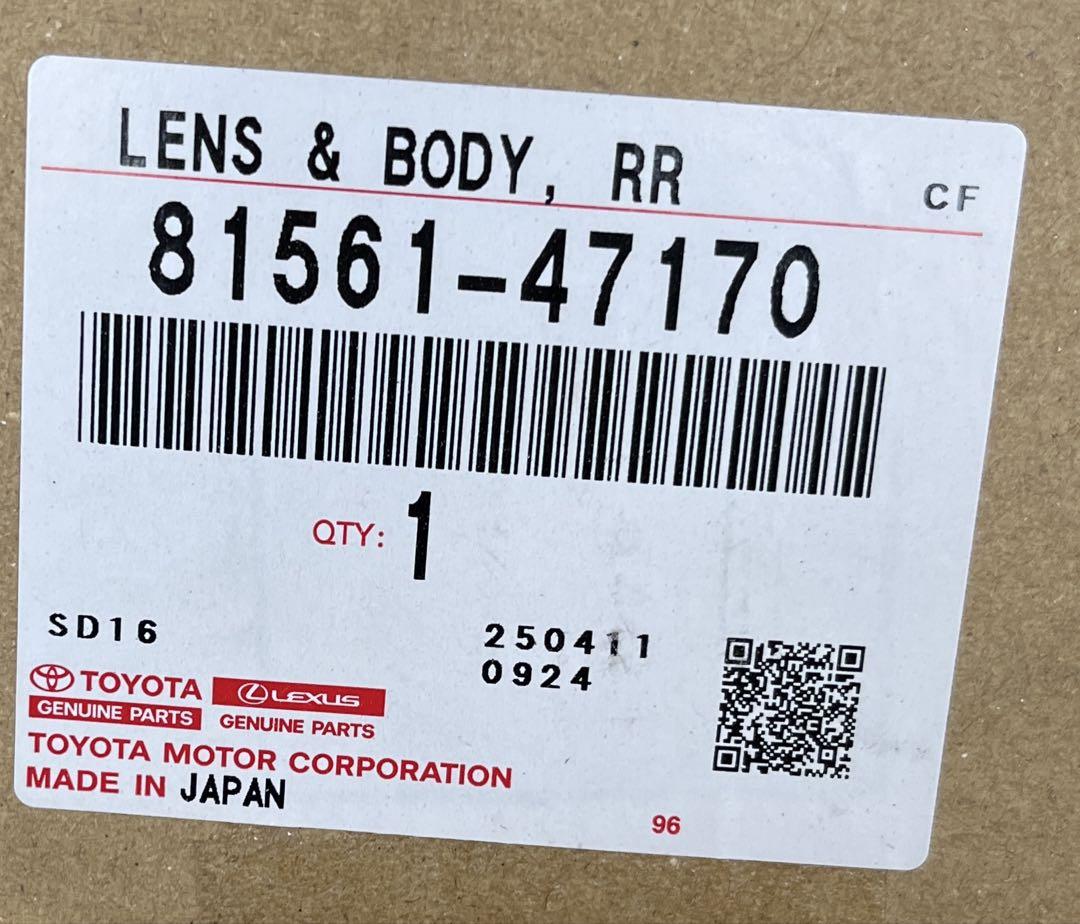 LENS & BODY, RR
CF
81561-47170
QTY: 1
SD16
250411
0924
TOYOTA
GENUINE PARTS
LEXUS
GENUINE PARTS
TOYOTA MOTOR CORPORATION
MADE IN JAPAN
96